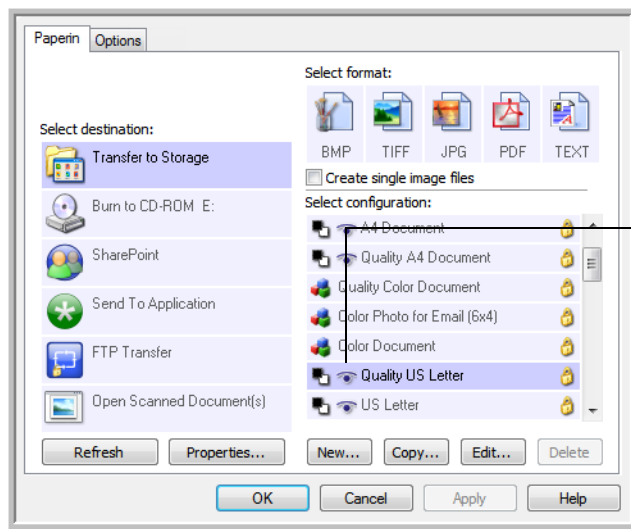 Paperin
Options
Select format:
BMP TIFF JPG PDF TEXT
Create single image files
Select destination:
Transfer to Storage
Burn to CD-ROM E:
SharePoint
Send To Application
FTP Transfer
Open Scanned Document(s)
Select configuration:
A4 Document
Quality A4 Document
Quality Color Document
Color Photo for Email (6x4)
Color Document
Quality US Letter
US Letter
Refresh Properties... New... Copy... Edit... Delete
OK Cancel Apply Help